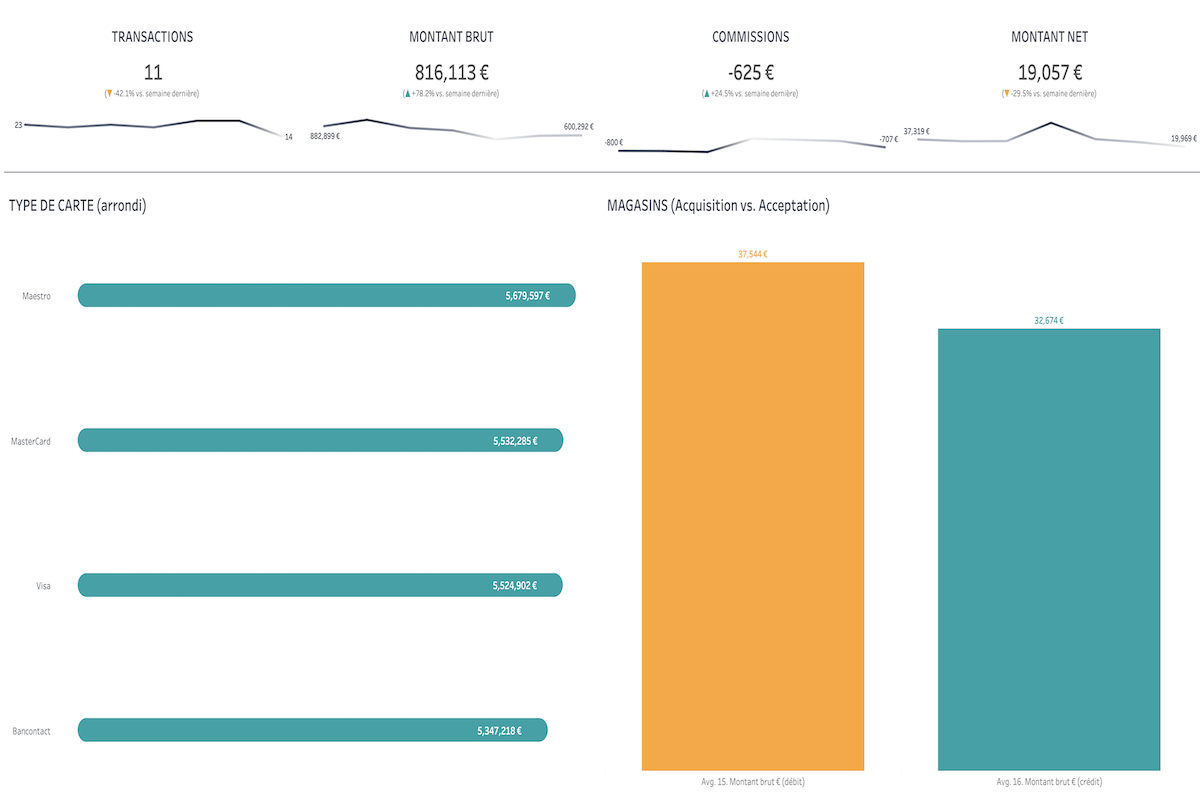 TRANSACTIONS
11
(▼ -42.1% vs. semaine dernière)
23
14
MONTANT BRUT
816,113 €
(▲ +78.2% vs. semaine dernière)
882,899 €
600,292 €
COMMISSIONS
-625 €
(▲ +24.5% vs. semaine dernière)
-800 €
-707 €
MONTANT NET
19,057 €
(▼ -29.5% vs. semaine dernière)
37,319 €
19,969 €
TYPE DE CARTE (arrondi)
Maestro
5,679,597 €
MasterCard
5,532,285 €
Visa
5,524,902 €
Bancontact
5,347,218 €
MAGASINS (Acquisition vs. Acceptation)
37,544 €
32,674 €
Avg. 15. Montant brut € (débit)
Avg. 16. Montant brut € (crédit)